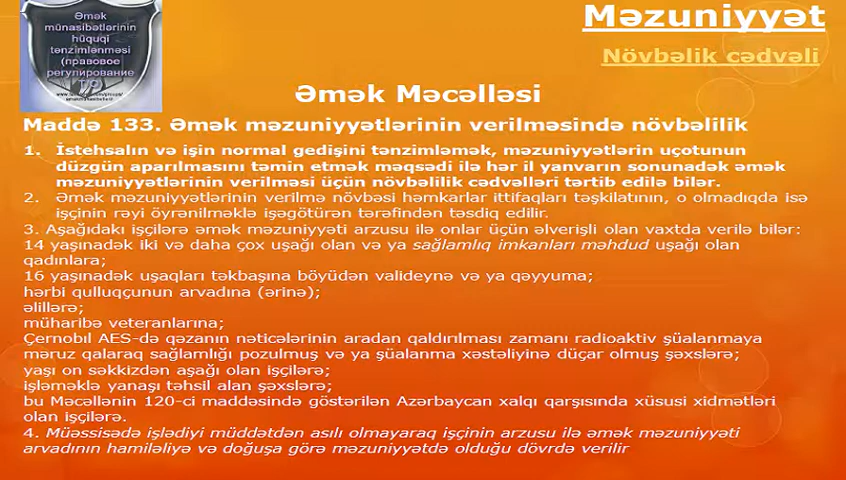 Əmək
münasibətlərinin
hüquqi
tənzimlənməsi
(правовое
регулирование
ТО)
Məzuniyyət
Növbəlik cədvəli
Əmək Məcəlləsi
Maddə 133. Əmək məzuniyyətlərinin verilməsində növbəlilik
1. İstehsalın və işin normal gedişini tənzimləmək, məzuniyyətlərin uçotunun
düzgün aparılmasını təmin etmək məqsədi ilə hər il yanvarın sonunadək əmək
məzuniyyətlərinin verilməsi üçün növbəlilik cədvəlləri tərtib edilə bilər.
2. Əmək məzuniyyətlərinin verilmə növbəsi həmkarlar ittifaqları təşkilatının, o olmadıqda isə
işçinin rəyi öyrənilməklə işəgötürən tərəfindən təsdiq edilir.
3. Aşağıdakı işçilərə əmək məzuniyyəti arzusu ilə onlar üçün əlverişli olan vaxtda verilə bilər:
14 yaşınadək iki və daha çox uşağı olan və ya sağlamlıq imkanları məhdud uşağı olan
qadınlara;
16 yaşınadək uşaqları təkbaşına böyüdən valideynə və ya qəyyuma;
hərbi qulluqçunun arvadına (ərinə);
əlillərə;
müharibə veteranlarına;
Çernobıl AES-də qəzanın nəticələrinin aradan qaldırılması zamanı radioaktiv şüalanmaya
məruz qalaraq sağlamlığı pozulmuş və ya şüalanma xəstəliyinə düçar olmuş şəxslərə;
yaşı on səkkizdən aşağı olan işçilərə;
işləməklə yanaşı təhsil alan şəxslərə;
bu Məcəllənin 120-ci maddəsində göstərilən Azərbaycan xalqı qarşısında xüsusi xidmətləri
olan işçilərə.
4. Müəssisədə işlədiyi müddətdən asılı olmayaraq işçinin arzusu ilə əmək məzuniyyəti
arvadının hamiləliyə və doğuşa görə məzuniyyətdə olduğu dövrdə verilir